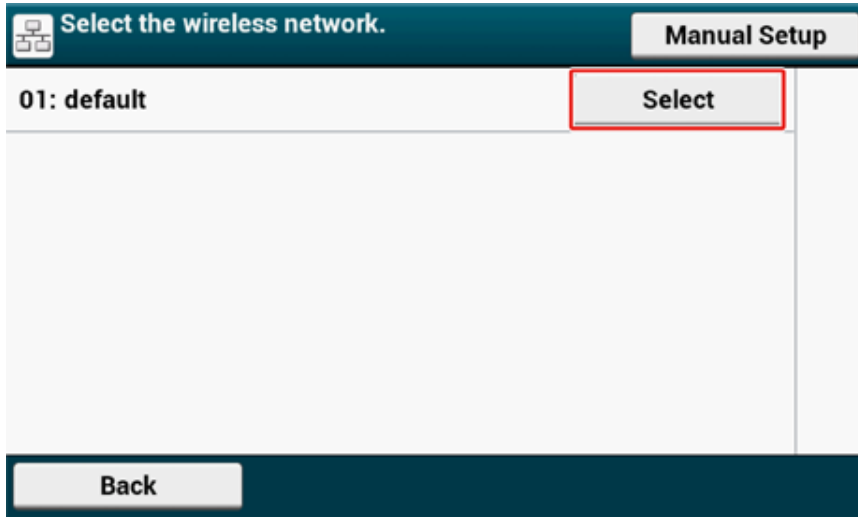 Select the wireless network.
Manual Setup
01: default
Select
Back